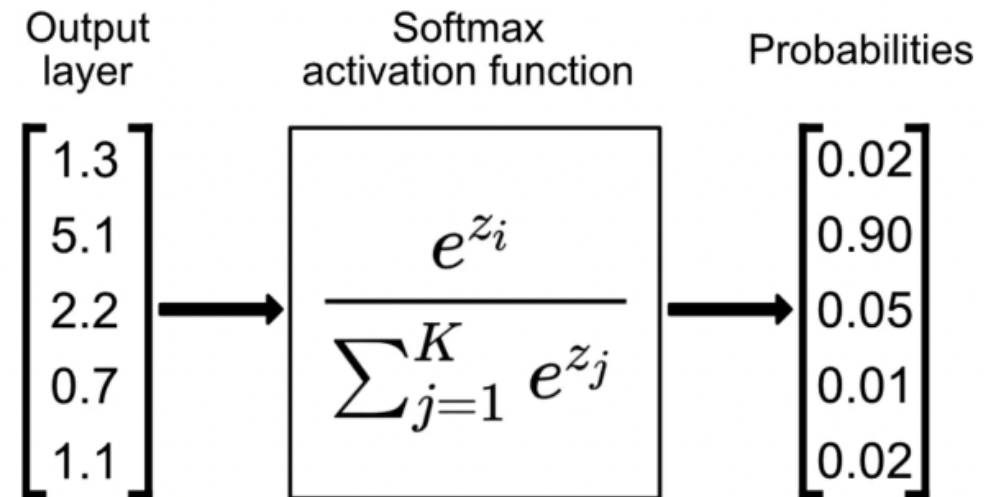 Output
layer
Softmax
activation function
Probabilities
1.3
5.1
2.2
0.7
1.1
e^{z_i}
∑_{j=1}^{K} e^{z_j}
0.02
0.90
0.05
0.01
0.02